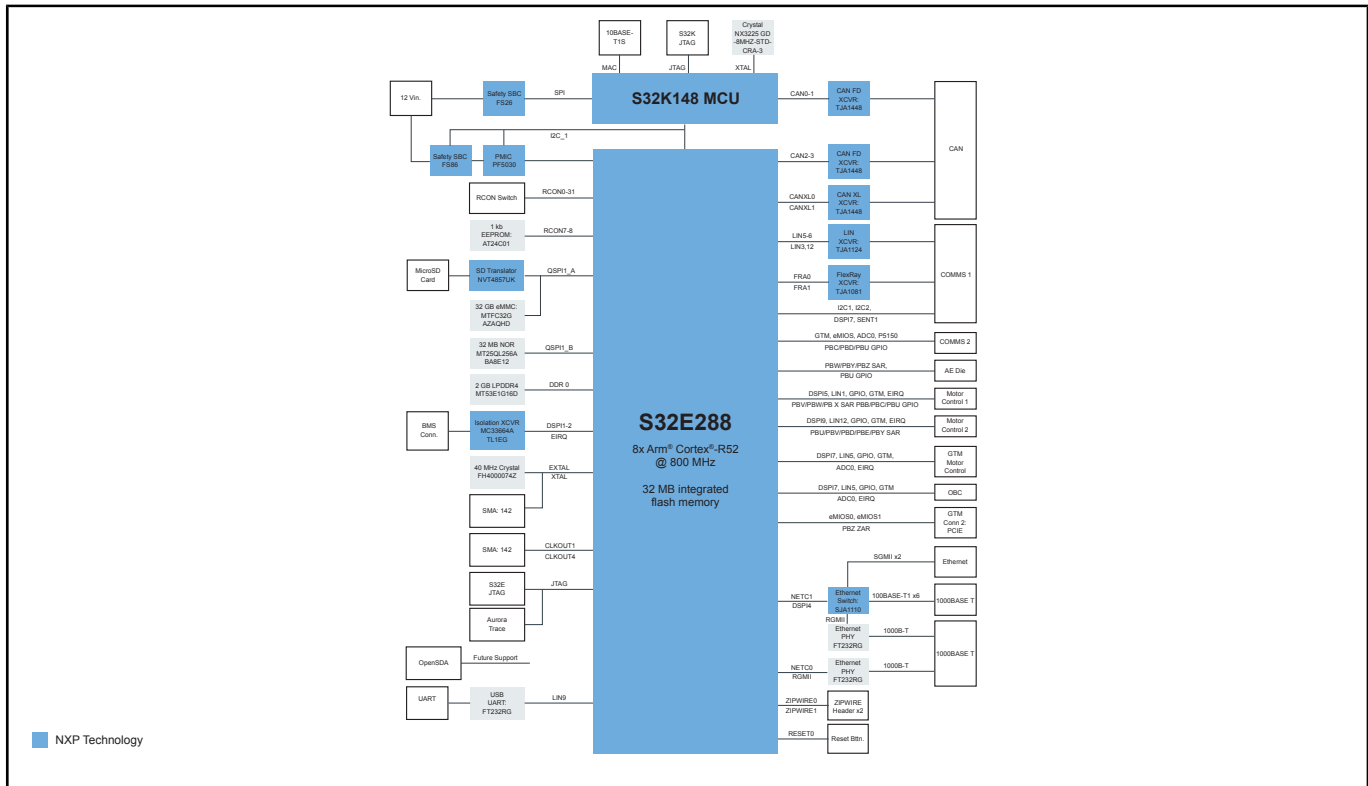 10BASE-
T1S
S32K
JTAG
Crystal
NX3225 GD
-8MHZ-STD-
CRA-3
MAC
JTAG
XTAL
12 Vin.
Safety SBC
FS26
SPI
S32K148 MCU
CAN0-1
CAN FD
XCVR:
TJA1448
CAN
I2C_1
Safety SBC
FS86
PMIC
PF5030
CAN2-3
CAN FD
XCVR:
TJA1448
RCON Switch
RCON0-31
CANXL0
CANXL1
CAN XL
XCVR:
TJA1448
1 kb
EEPROM:
AT24C01
RCON7-8
LIN5-6
LIN3,12
LIN
XCVR:
TJA1124
COMMS 1
MicroSD
Card
SD Translator
NVT4857UK
QSPI1_A
FRA0
FRA1
FlexRay
XCVR:
TJA1081
32 GB eMMC:
MTFC32G
AZAQHD
I2C1, I2C2,
DSPI7, SENT1
32 MB NOR
MT25QL256A
BA8E12
QSPI1_B
GTM, eMIOS, ADC0, P5150
PBC/PBD/PBU GPIO
COMMS 2
PBW/PBY/PBZ SAR,
PBU GPIO
AE Die
2 GB LPDDR4
MT53E1G16D
DDR 0
DSPI5, LIN1, GPIO, GTM, EIRQ
PBV/PBW/PB X SAR PBB/PBC/PBU GPIO
Motor
Control 1
BMS
Conn.
Isolation XCVR
MC33664A
TL1EG
DSPI1-2
EIRQ
S32E288
8x Arm® Cortex®-R52
@ 800 MHz
32 MB integrated
flash memory
DSPI9, LIN12, GPIO, GTM, EIRQ
PBU/PBV/PBD/PBE/PBY SAR
Motor
Control 2
40 MHz Crystal
FH4000074Z
EXTAL
XTAL
DSPI7, LIN5, GPIO, GTM,
ADC0, EIRQ
GTM
Motor
Control
SMA: 142
DSPI7, LIN5, GPIO, GTM
ADC0, EIRQ
OBC
eMIOS0, eMIOS1
PBZ ZAR
GTM
Conn 2:
PCIE
SMA: 142
CLKOUT1
CLKOUT4
SGMII x2
Ethernet
S32E
JTAG
JTAG
NETC1
DSPI4
Ethernet
Switch:
SJA1110
100BASE-T1 x6
1000BASE T
Aurora
Trace
RGMII
Ethernet
PHY
FT232RG
1000B-T
1000BASE T
OpenSDA
Future Support
NETC0
RGMII
Ethernet
PHY
FT232RG
1000B-T
UART
USB
UART:
FT232RG
LIN9
ZIPWIRE0
ZIPWIRE1
ZIPWIRE
Header x2
RESET0
Reset Bttn.
NXP Technology